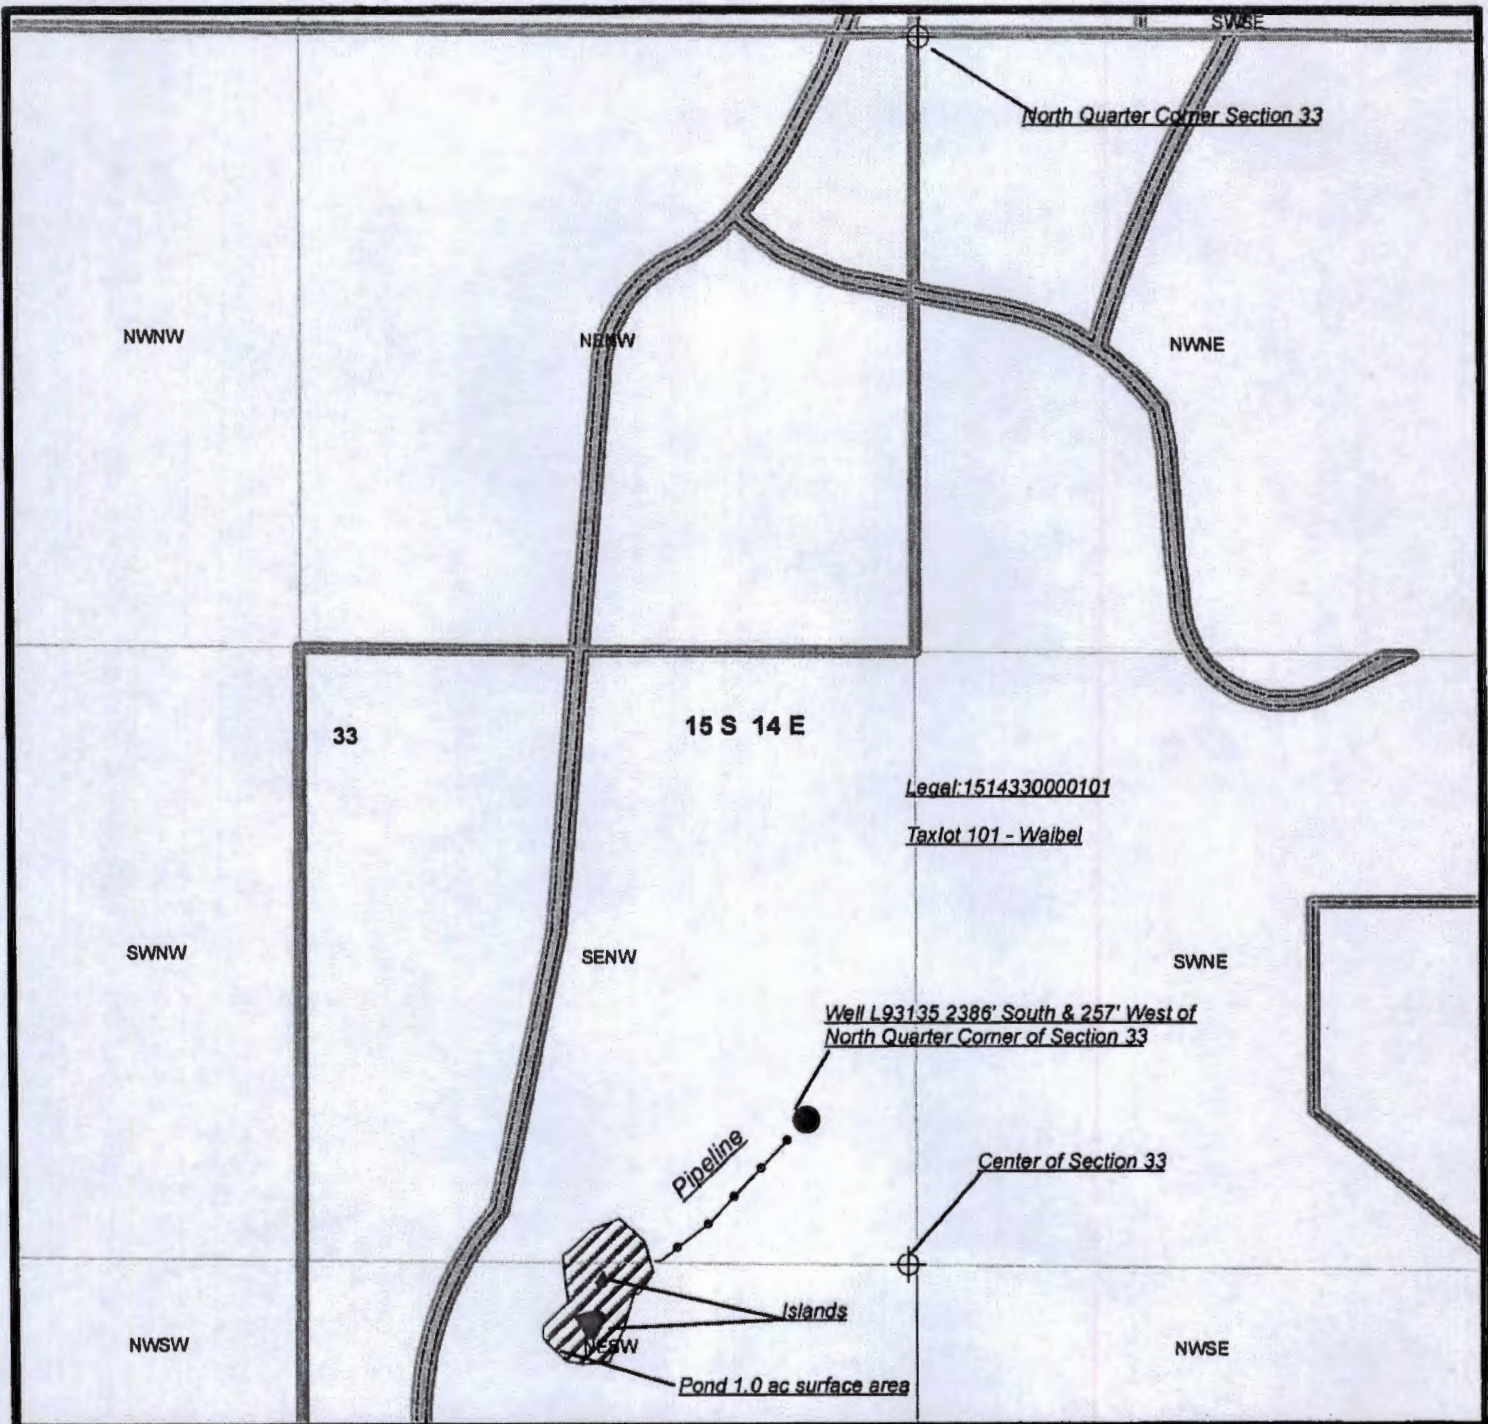 SWSE
North Quarter Corner Section 33
NWNW
NENW
NWNE
33
15 S 14 E
Legal:1514330000101
Taxlot 101 - Waibel
SWNW
SENW
SWNE
Well L93135 2386' South & 257' West of
North Quarter Corner of Section 33
Pipeline
Center of Section 33
Islands
NWSW
NESW
NWSE
Pond 1.0 ac surface area